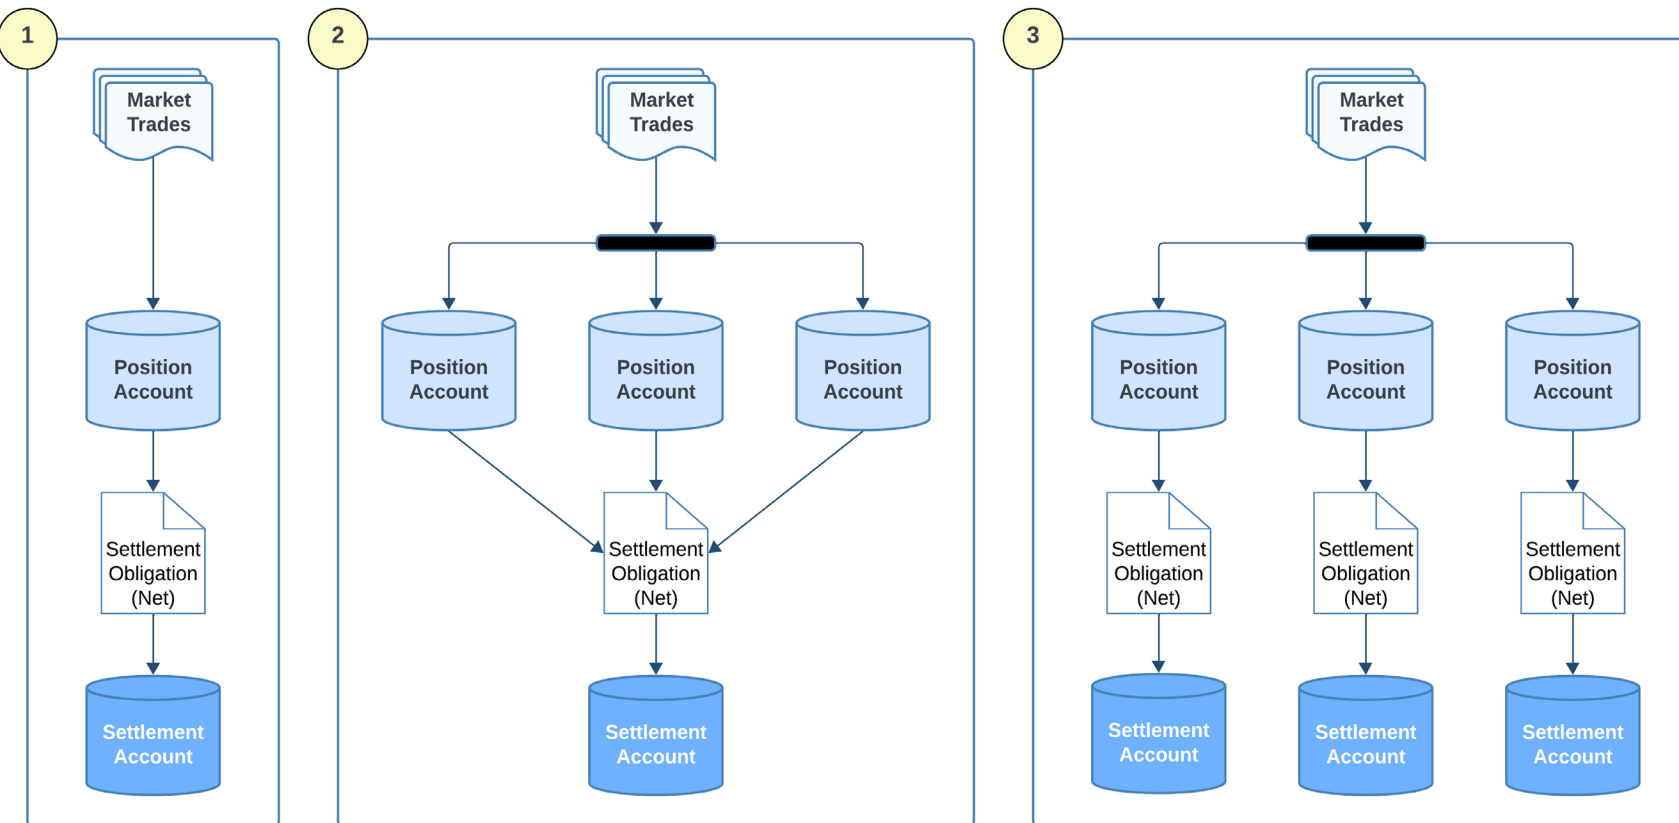 1
Market
Trades
Position
Account
Settlement
Obligation
(Net)
Settlement
Account
2
Market
Trades
Position
Account
Position
Account
Position
Account
Settlement
Obligation
(Net)
Settlement
Account
3
Market
Trades
Position
Account
Position
Account
Position
Account
Settlement
Obligation
(Net)
Settlement
Obligation
(Net)
Settlement
Obligation
(Net)
Settlement
Account
Settlement
Account
Settlement
Account